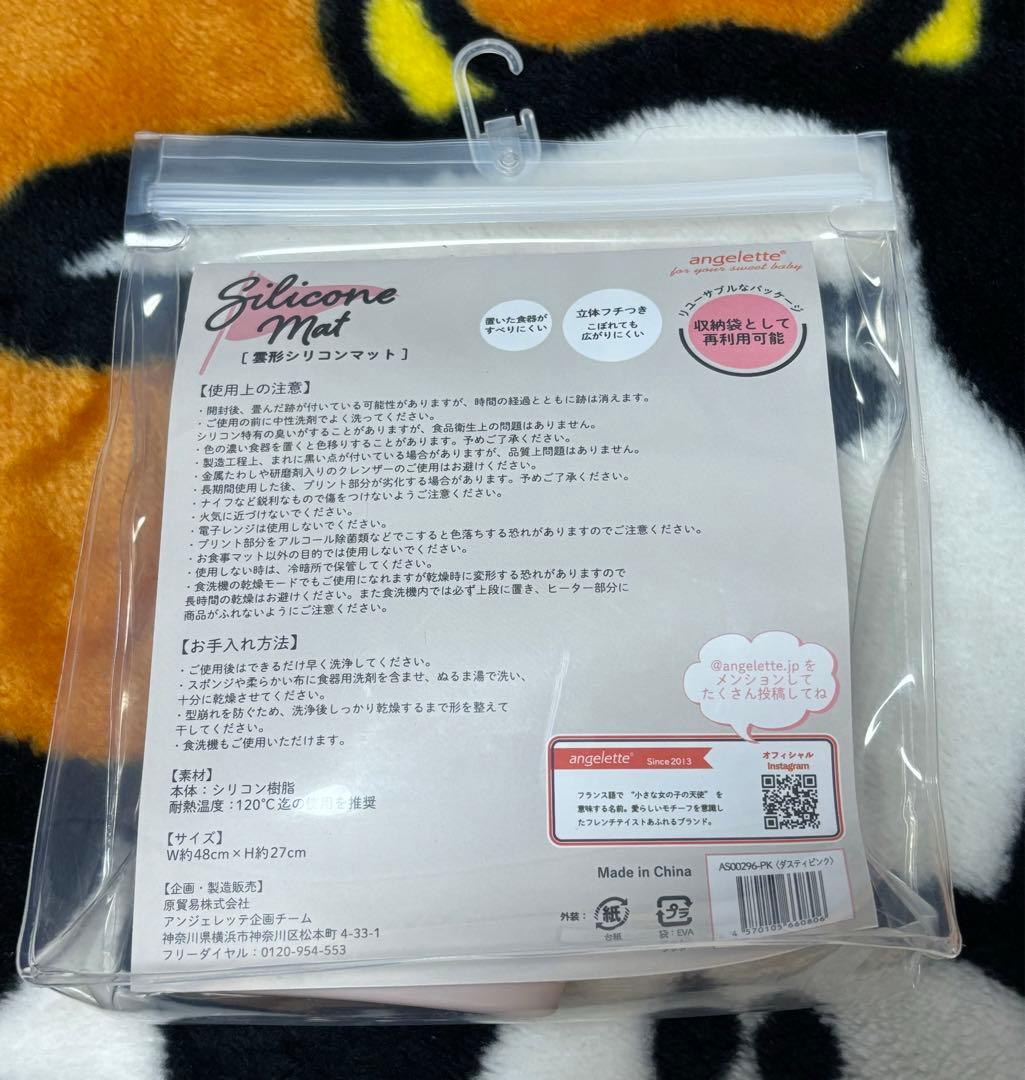 angelette®
for your sweet baby
Silicone
Mat
[ 雲形シリコンマット ]
置いた食器が
すべりにくい
立体フチつき
こぼれても
広がりにくい
リユーサブルなパッケージ
収納袋として
再利用可能
【使用上の注意】
・開封後、畳んだ跡が付いている可能性がありますが、時間の経過とともに跡は消えます。
・ご使用の前に中性洗剤でよく洗ってください。
シリコン特有の臭いがすることがありますが、食品衛生上の問題はありません。
・色の濃い食器を置くと色移りすることがあります。予めご了承ください。
・製造工程上、まれに黒い点が付いている場合がありますが、品質上問題はありません。
・金属たわしや研磨剤入りのクレンザーのご使用はお避けください。
・長期間使用した後、プリント部分が劣化する場合があります。予めご了承ください。
・ナイフなど鋭利なもので傷をつけないようご注意ください。
・火気に近づけないでください。
・電子レンジは使用しないでください。
・プリント部分をアルコール除菌類などでこすると色落ちする恐れがありますのでご注意ください。
・お食事マット以外の目的では使用しないでください。
・使用しない時は、冷暗所で保管してください。
・食洗機の乾燥モードでもご使用になれますが乾燥時に変形する恐れがありますので
長時間の乾燥はお避けください。また食洗機内では必ず上段に置き、ヒーター部分に
商品がふれないようにご注意ください。
【お手入れ方法】
・ご使用後はできるだけ早く洗浄してください。
・スポンジや柔らかい布に食器用洗剤を含ませ、ぬるま湯で洗い、
十分に乾燥させてください。
・型崩れを防ぐため、洗浄後しっかり乾燥するまで形を整えて
干してください。
・食洗機もご使用いただけます。
【素材】
本体：シリコン樹脂
耐熱温度：120℃迄の使用を推奨
【サイズ】
W約48cm×H約27cm
【企画・製造販売】
原貿易株式会社
アンジェレッテ企画チーム
神奈川県横浜市神奈川区松本町 4-33-1
フリーダイヤル：0120-954-553
@angelette.jp を
メンションして
たくさん投稿してね
angelette® Since 2013
オフィシャル
Instagram
フランス語で “小さな女の子の天使” を
意味する名前。愛らしいモチーフを意識し
たフレンチテイストあふれるブランド。
Made in China
外装：
紙
台紙
プラ
袋：EVA
AS00296-PK〈ダスティピンク〉
4 570105 660806